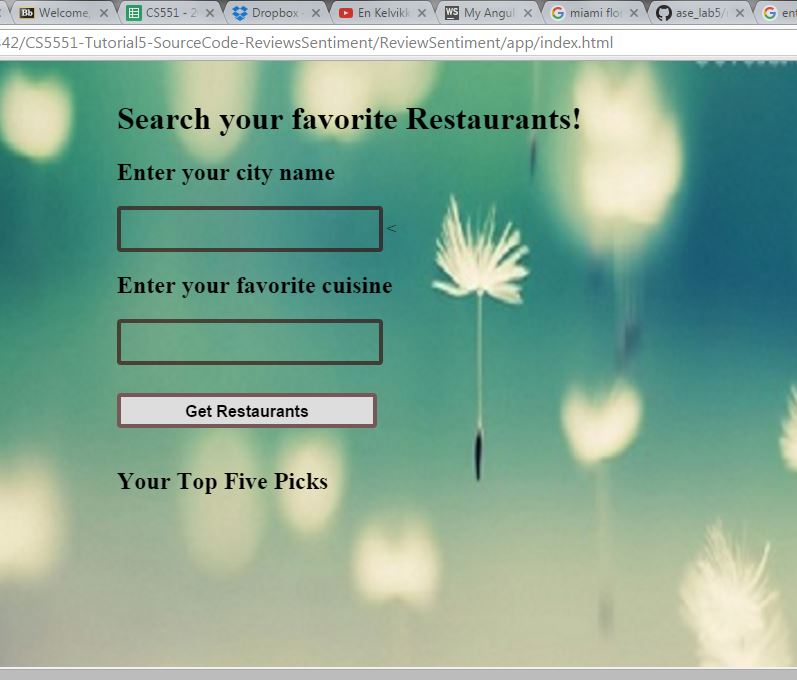 Welcome, CS551 - 2 Dropbox En Kelvikk WS My Angul miami flo ase_lab5/ ent
42/CS5551-Tutorial5-SourceCode-ReviewsSentiment/ReviewSentiment/app/index.html
Search your favorite Restaurants!
Enter your city name
<
Enter your favorite cuisine
Get Restaurants
Your Top Five Picks